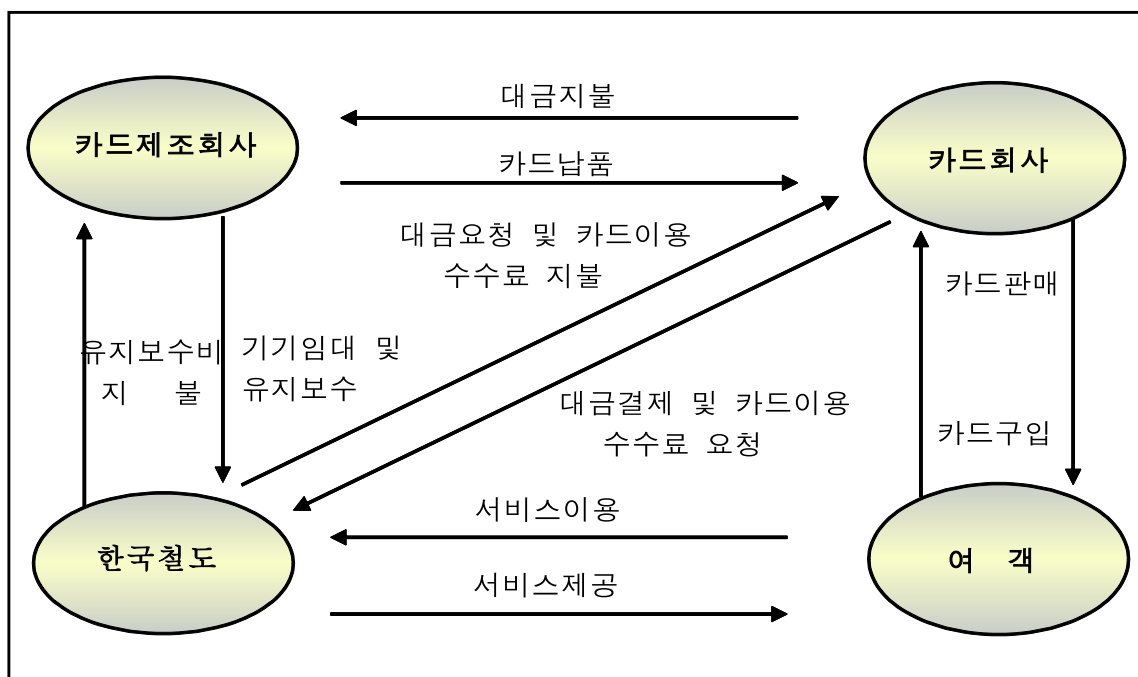 대금지불
카드제조회사
카드회사
카드납품
대금요청 및 카드이용
수수료 지불
카드판매
유지보수비
지 불
기기임대 및
유지보수
대금결제 및 카드이용
수수료 요청
카드구입
서비스이용
한국철도
여 객
서비스제공